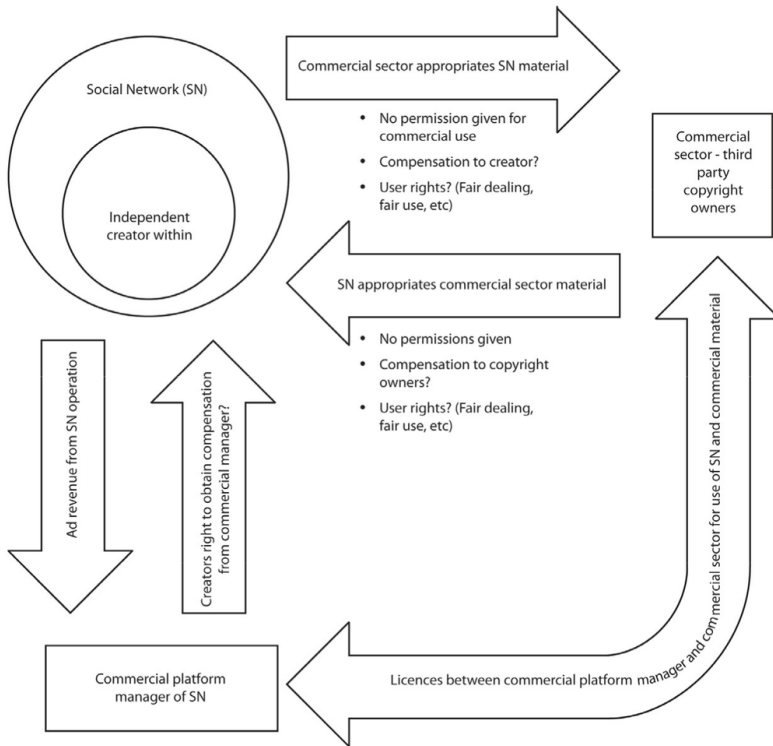 Social Network (SN)
Independent
creator within
Commercial sector appropriates SN material
• No permission given for
commercial use
• Compensation to creator?
• User rights? (Fair dealing,
fair use, etc)
Commercial
sector - third
party
copyright
owners
SN appropriates commercial sector material
• No permissions given
• Compensation to copyright
owners?
• User rights? (Fair dealing,
fair use, etc)
Ad revenue from SN operation
Creators right to obtain compensation
from commercial manager?
Commercial platform
manager of SN
Licences between commercial platform manager and commercial sector for use of SN and commercial material